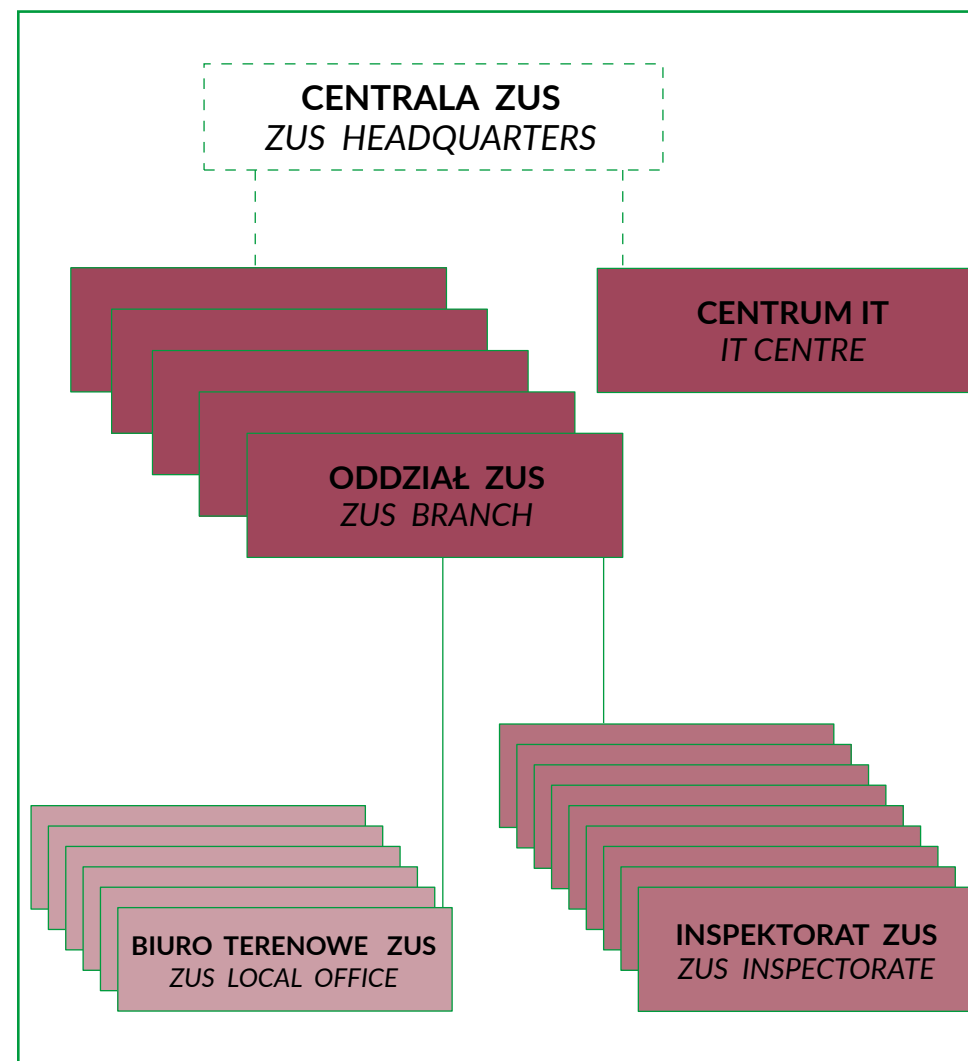 CENTRALA ZUS
ZUS HEADQUARTERS
CENTRUM IT
IT CENTRE
ODDZIAŁ ZUS
ZUS BRANCH
BIURO TERENOWE ZUS
ZUS LOCAL OFFICE
INSPEKTORAT ZUS
ZUS INSPECTORATE